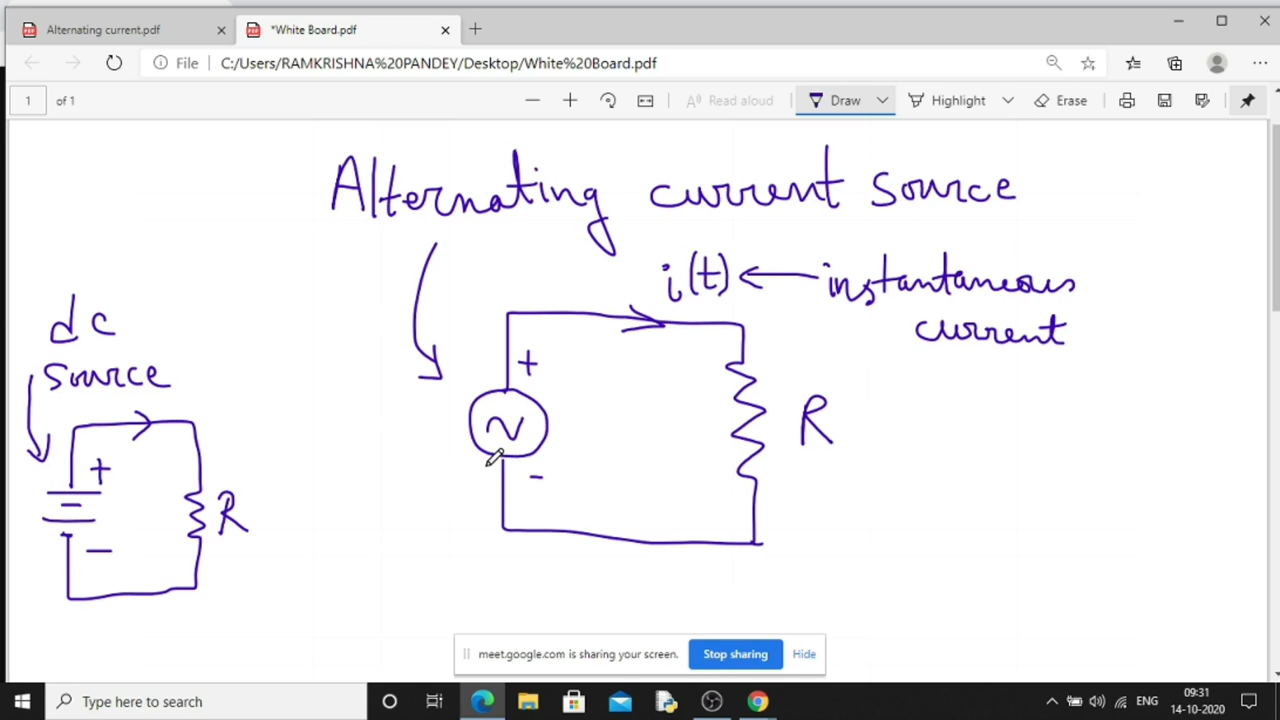 Alternating current.pdf
*White Board.pdf
File
C:/Users/RAMKRISHNA%20PANDEY/Desktop/White%20Board.pdf
1 of 1
Read aloud
Draw
Highlight
Erase
Alternating current source
i(t) ← instantaneous
current
dc
source
+
-
R
+
-
R
meet.google.com is sharing your screen.
Stop sharing
Hide
Type here to search
ENG
09:31
14-10-2020